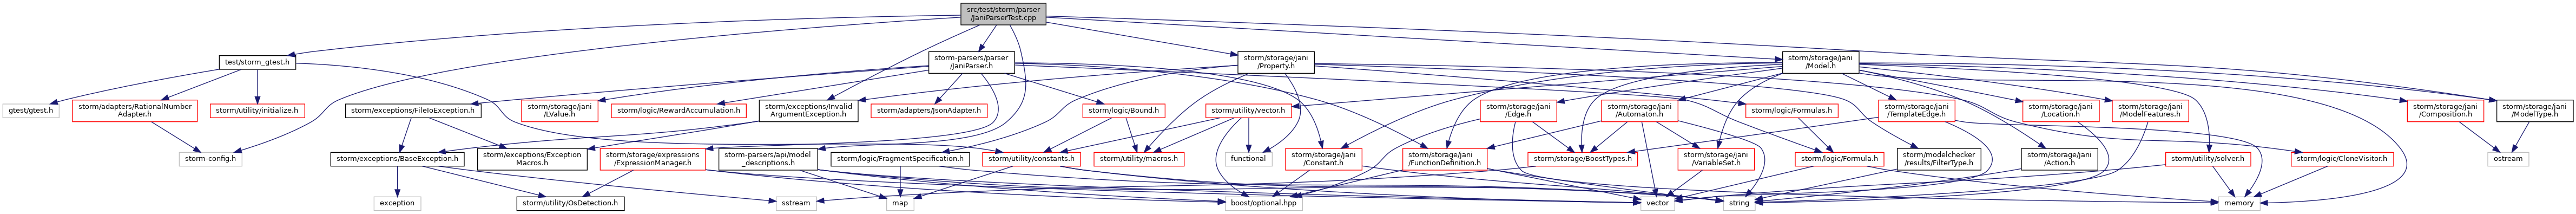 src/test/storm/parser
/JaniParserTest.cpp
test/storm_gtest.h
storm-parsers/parser
/JaniParser.h
storm/storage/jani
/Property.h
storm/storage/jani
/Model.h
gtest/gtest.h
storm/adapters/RationalNumber
Adapter.h
storm/utility/initialize.h
storm/exceptions/FileIoException.h
storm/storage/jani
/LValue.h
storm/logic/RewardAccumulation.h
storm/exceptions/Invalid
ArgumentException.h
storm/adapters/JsonAdapter.h
storm/logic/Bound.h
storm/utility/vector.h
storm/storage/jani
/Edge.h
storm/storage/jani
/Automaton.h
storm/logic/Formulas.h
storm/storage/jani
/TemplateEdge.h
storm/storage/jani
/Location.h
storm/storage/jani
/ModelFeatures.h
storm/storage/jani
/Composition.h
storm/storage/jani
/ModelType.h
storm-config.h
storm/exceptions/BaseException.h
storm/exceptions/Exception
Macros.h
storm/storage/expressions
/ExpressionManager.h
storm-parsers/api/model
_descriptions.h
storm/logic/FragmentSpecification.h
storm/utility/constants.h
storm/utility/macros.h
functional
storm/storage/jani
/Constant.h
storm/storage/jani
/FunctionDefinition.h
storm/storage/BoostTypes.h
storm/storage/jani
/VariableSet.h
storm/logic/Formula.h
storm/modelchecker
/results/FilterType.h
storm/storage/jani
/Action.h
storm/utility/solver.h
storm/logic/CloneVisitor.h
ostream
exception
storm/utility/OsDetection.h
sstream
map
boost/optional.hpp
vector
string
memory